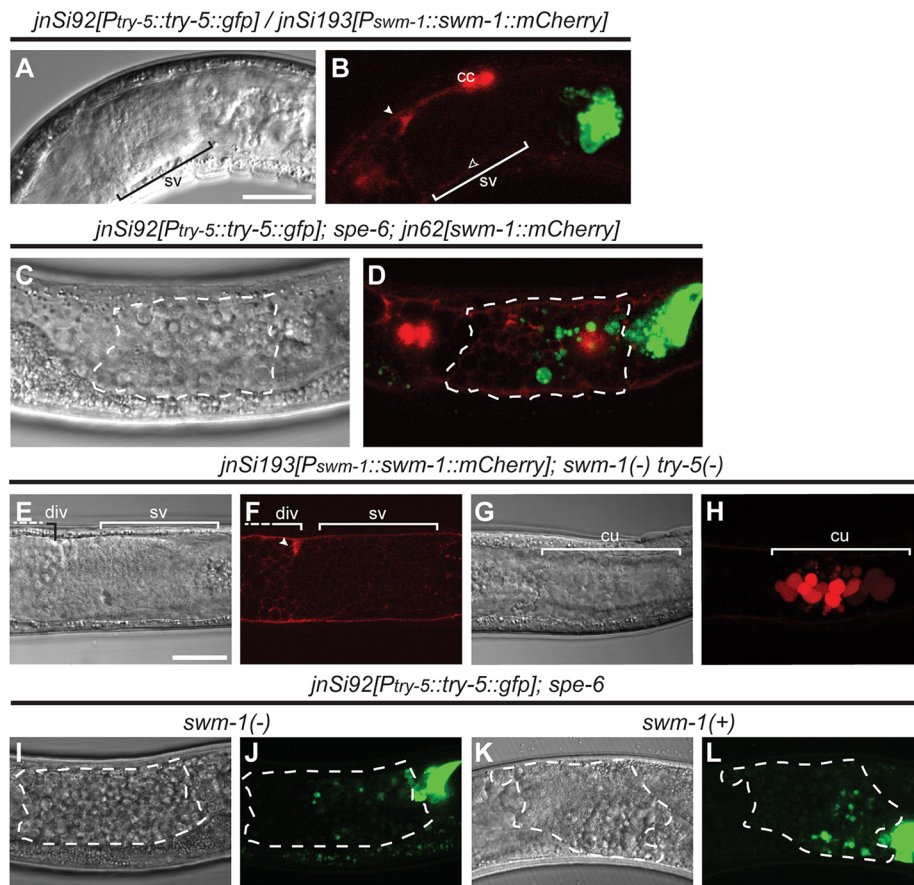 jnSi92[Ptry-5::try-5::gfp] / jnSi193[Pswm-1::swm-1::mCherry]
A B
cc
sv sv
jnSi92[Ptry-5::try-5::gfp]; spe-6; jn62[swm-1::mCherry]
C D
jnSi193[Pswm-1::swm-1::mCherry]; swm-1(-) try-5(-)
E div sv F div sv G cu H cu
jnSi92[Ptry-5::try-5::gfp]; spe-6
swm-1(-) swm-1(+)
I J K L